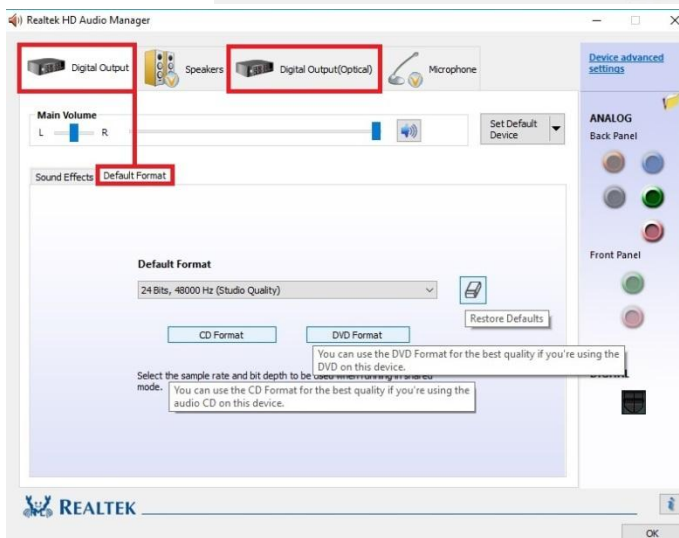 Realtek HD Audio Manager
Digital Output
Speakers
Digital Output(Optical)
Microphone
Device advanced
settings
Main Volume
L
R
Set Default
Device
ANALOG
Back Panel
Sound Effects
Default Format
Front Panel
Default Format
24 Bits, 48000 Hz (Studio Quality)
Restore Defaults
CD Format
DVD Format
You can use the DVD Format for the best quality if you're using the
DVD on this device.
Select the sample rate and bit depth to be used when running in shared
mode.
You can use the CD Format for the best quality if you're using the
audio CD on this device.
REALTEK
i
OK